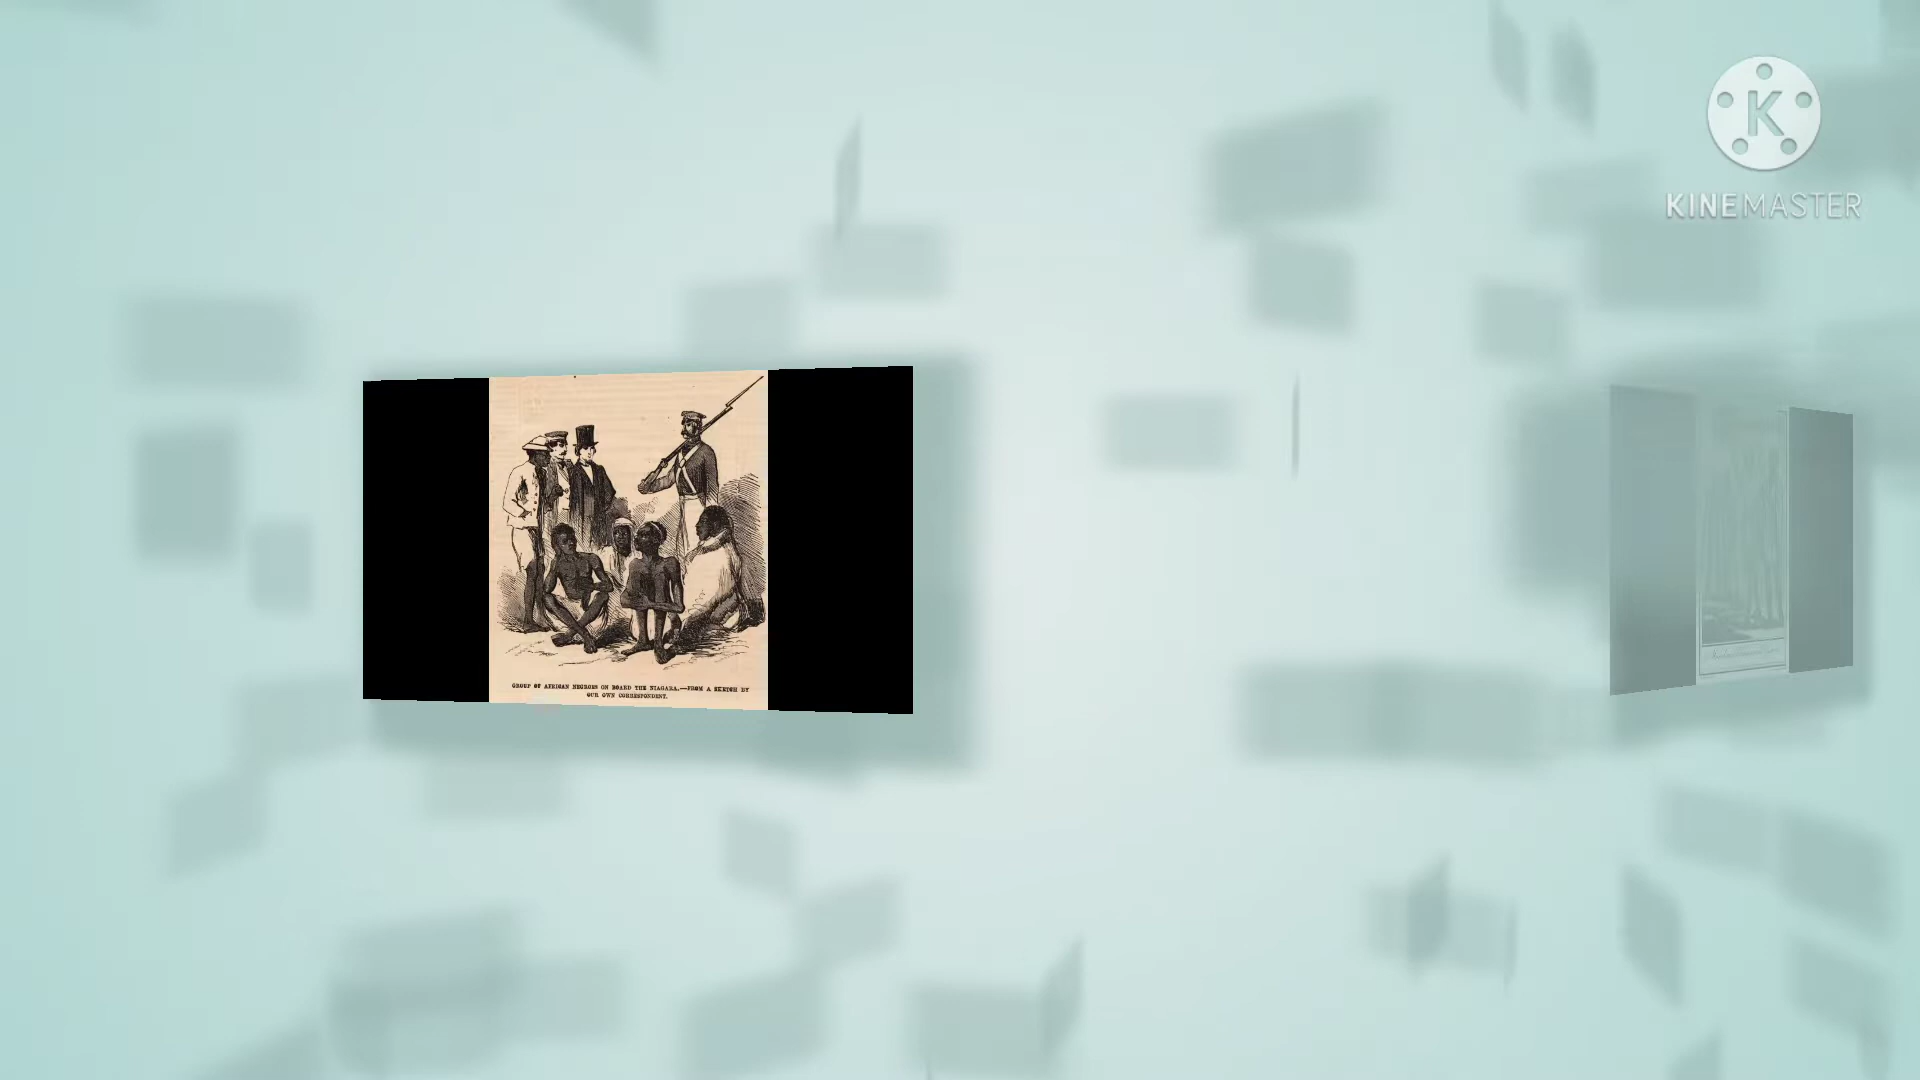 K
KINEMASTER
GROUP OF AFRICAN NEGROES ON BOARD THE NIAGARA.—FROM A SKETCH BY
OUR OWN CORRESPONDENT.